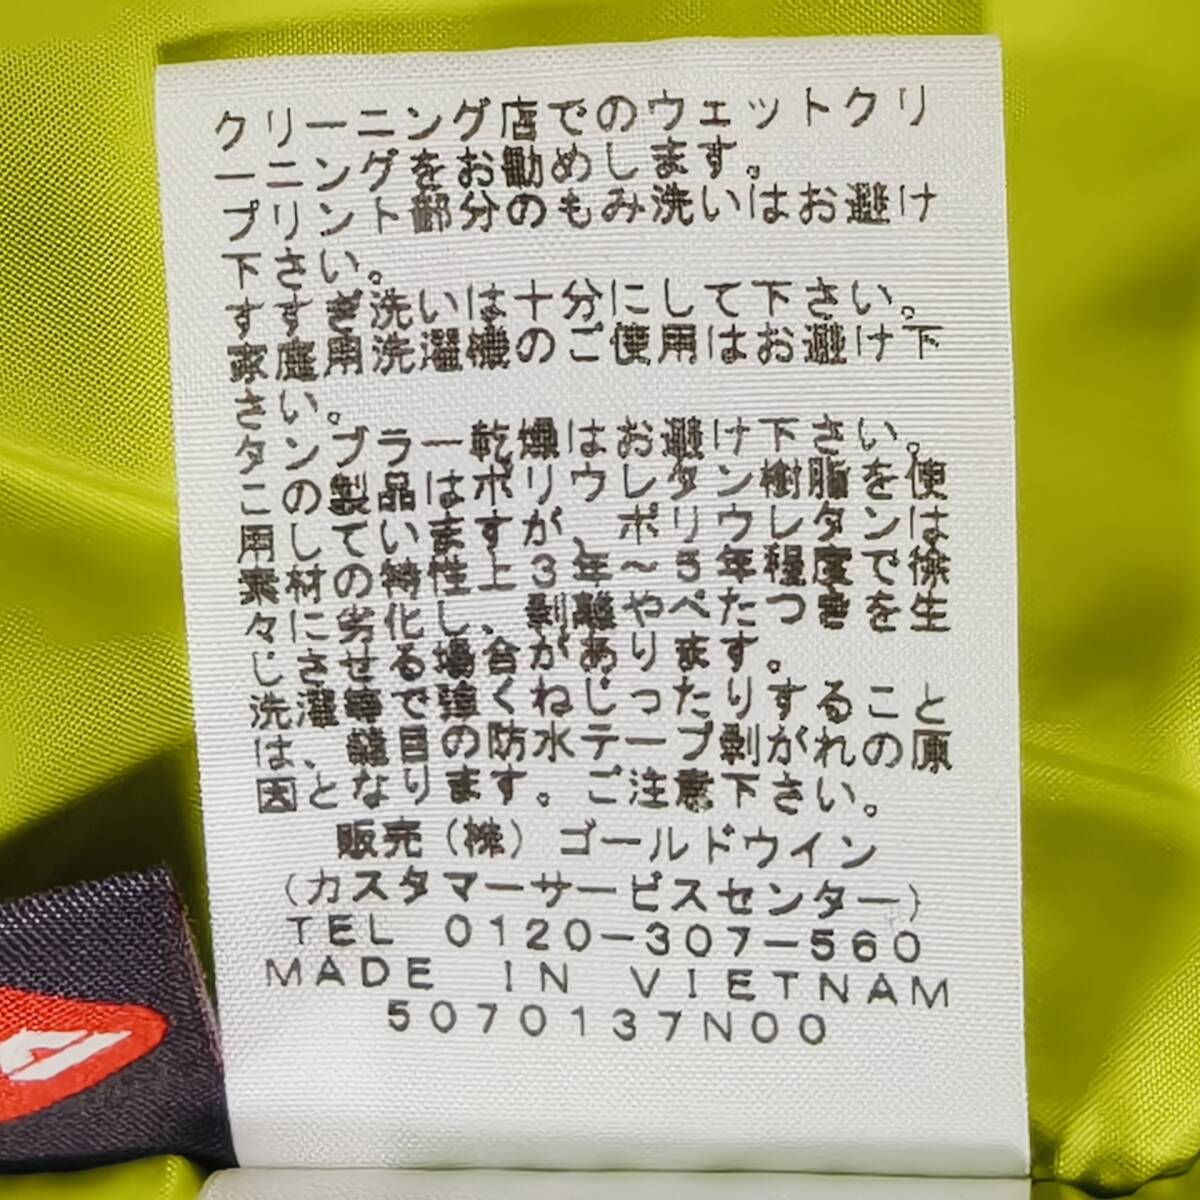 クリーニング店でのウェットクリ
ーニングをお勧めします。
プリント部分のもみ洗いはお避け
下さい。
すすぎ洗いは十分にして下さい。
家庭用洗濯機のご使用はお避け下
さい。
タンブラー乾燥はお避け下さい。
この製品はポリウレタン樹脂を使
用していますが、ポリウレタンは
素材の特性上3年～5年程度で徐
々に劣化し、剥離やべたつきを生
じさせる場合があります。
洗濯等で強くねじったりすること
は、縫目の防水テープ剥がれの原
因となります。ご注意下さい。
販売（株）ゴールドウイン
（カスタマーサービスセンター）
TEL 0120-307-560
MADE IN VIETNAM
5070137N00